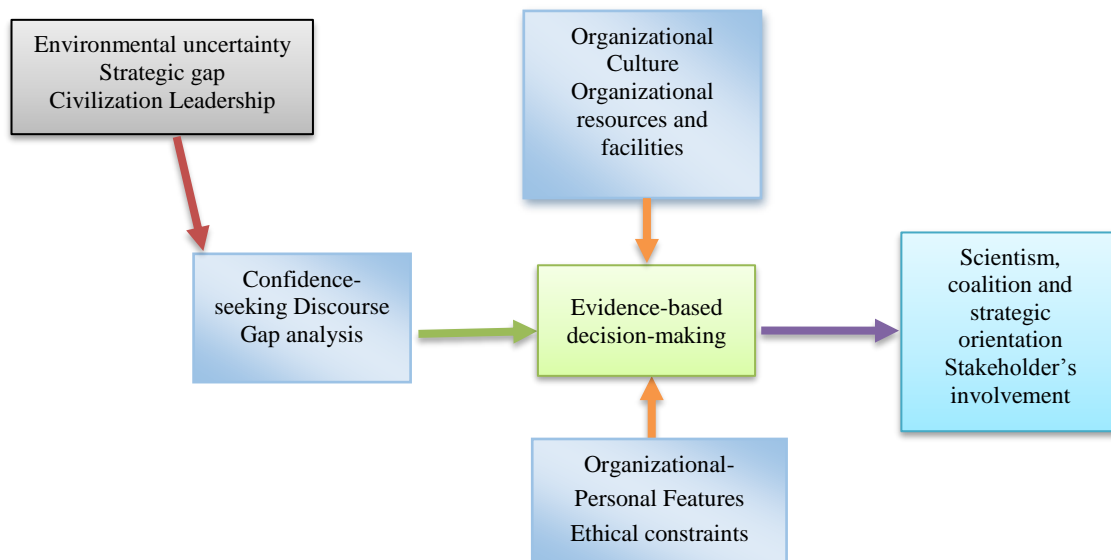 Environmental uncertainty
Strategic gap
Civilization Leadership
Organizational
Culture
Organizational
resources and
facilities
Confidence-
seeking Discourse
Gap analysis
Evidence-based
decision-making
Scientism,
coalition and
strategic
orientation
Stakeholder’s
involvement
Organizational-
Personal Features
Ethical constraints